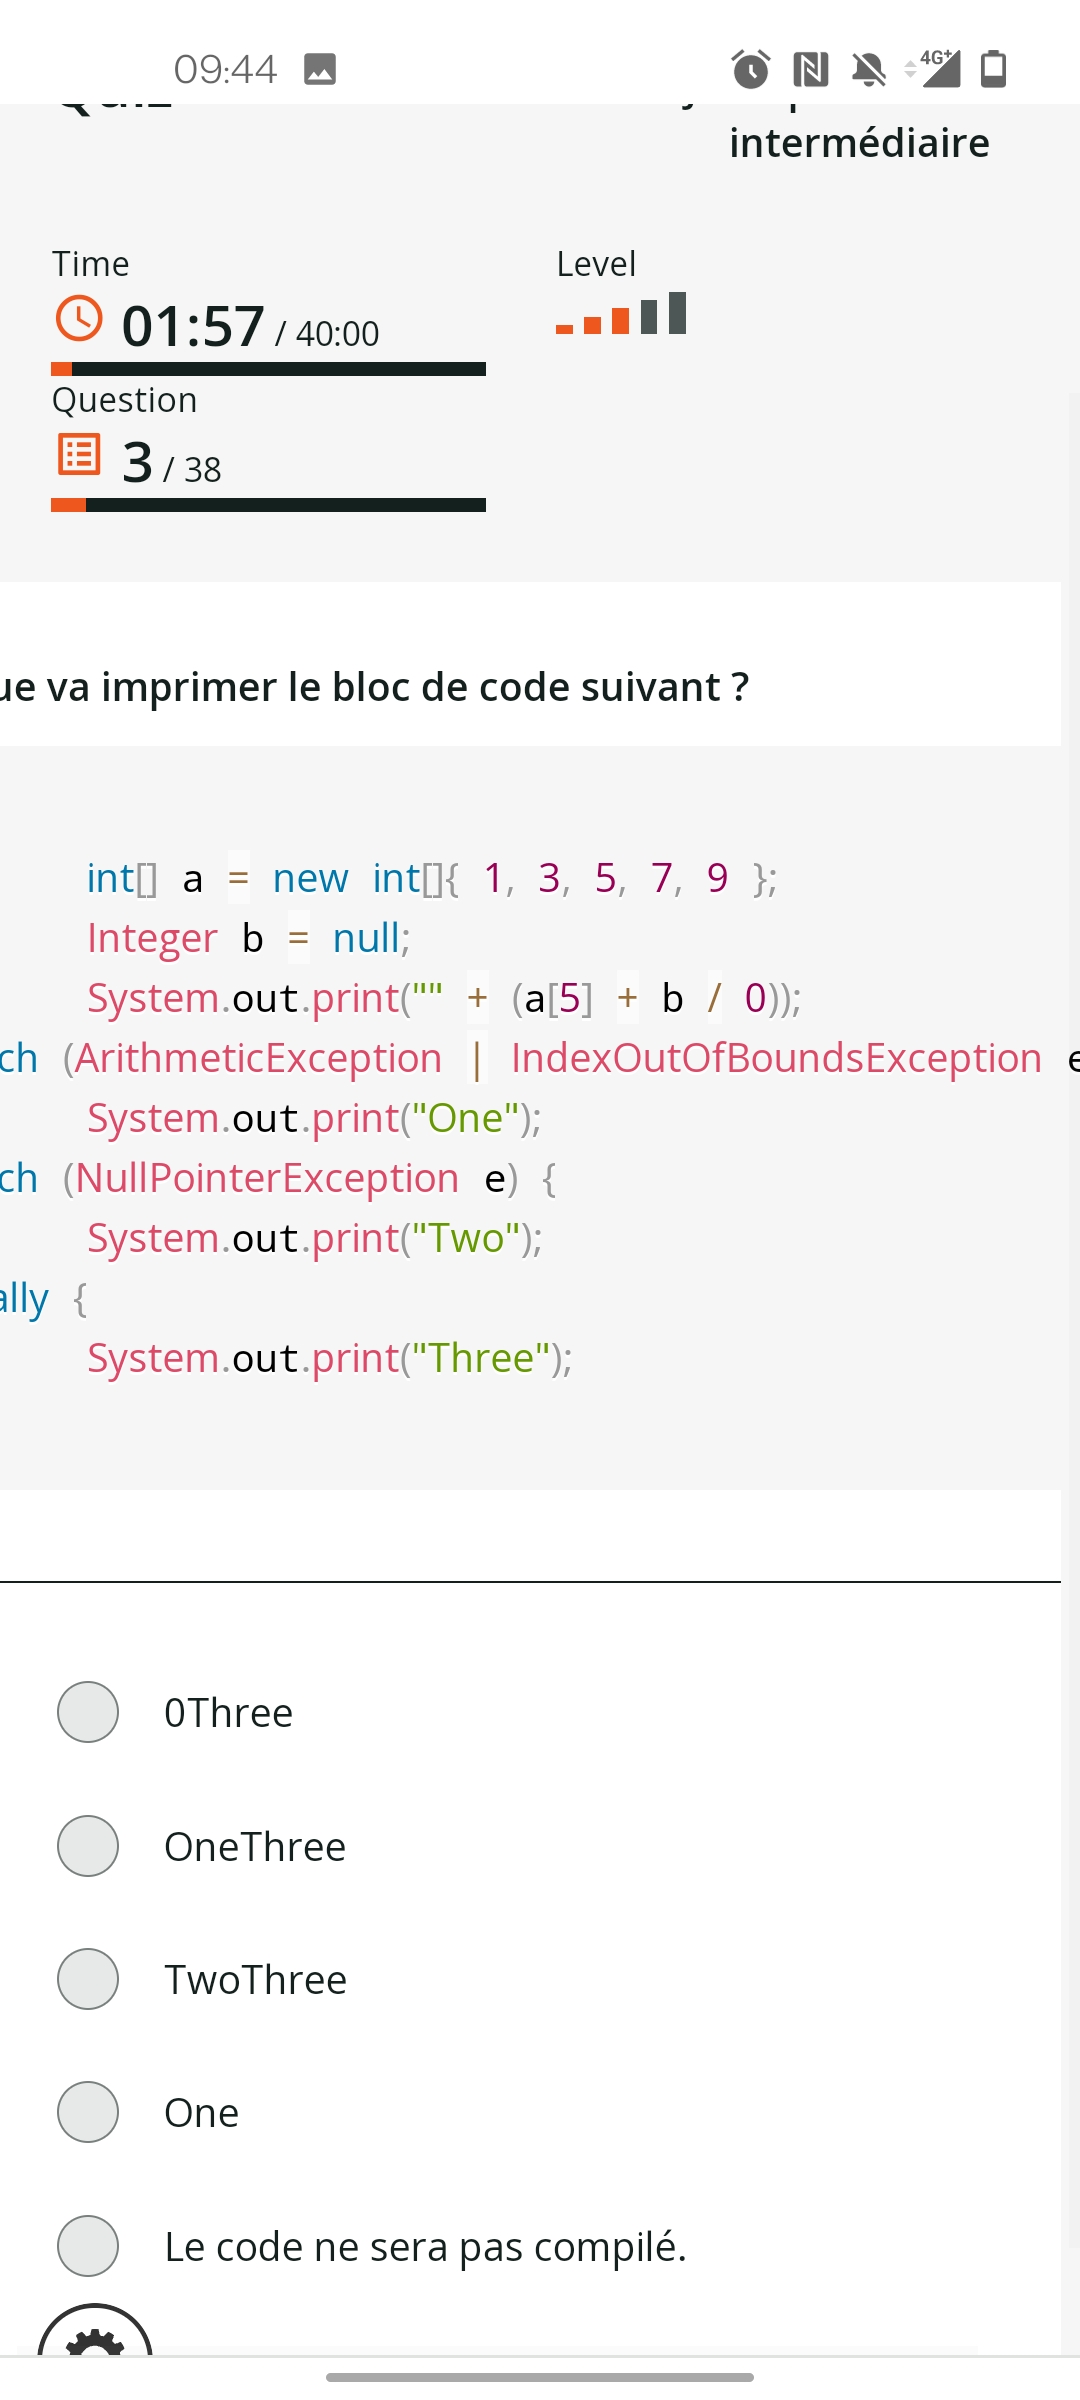 09:44
4G+
intermédiaire
Time
Level
01:57 / 40:00
Question
3 / 38
ue va imprimer le bloc de code suivant ?
int[] a = new int[]{ 1, 3, 5, 7, 9 };
Integer b = null;
System.out.print("" + (a[5] + b / 0));
ch (ArithmeticException | IndexOutOfBoundsException e
System.out.print("One");
ch (NullPointerException e) {
System.out.print("Two");
ally {
System.out.print("Three");
0Three
OneThree
TwoThree
One
Le code ne sera pas compilé.